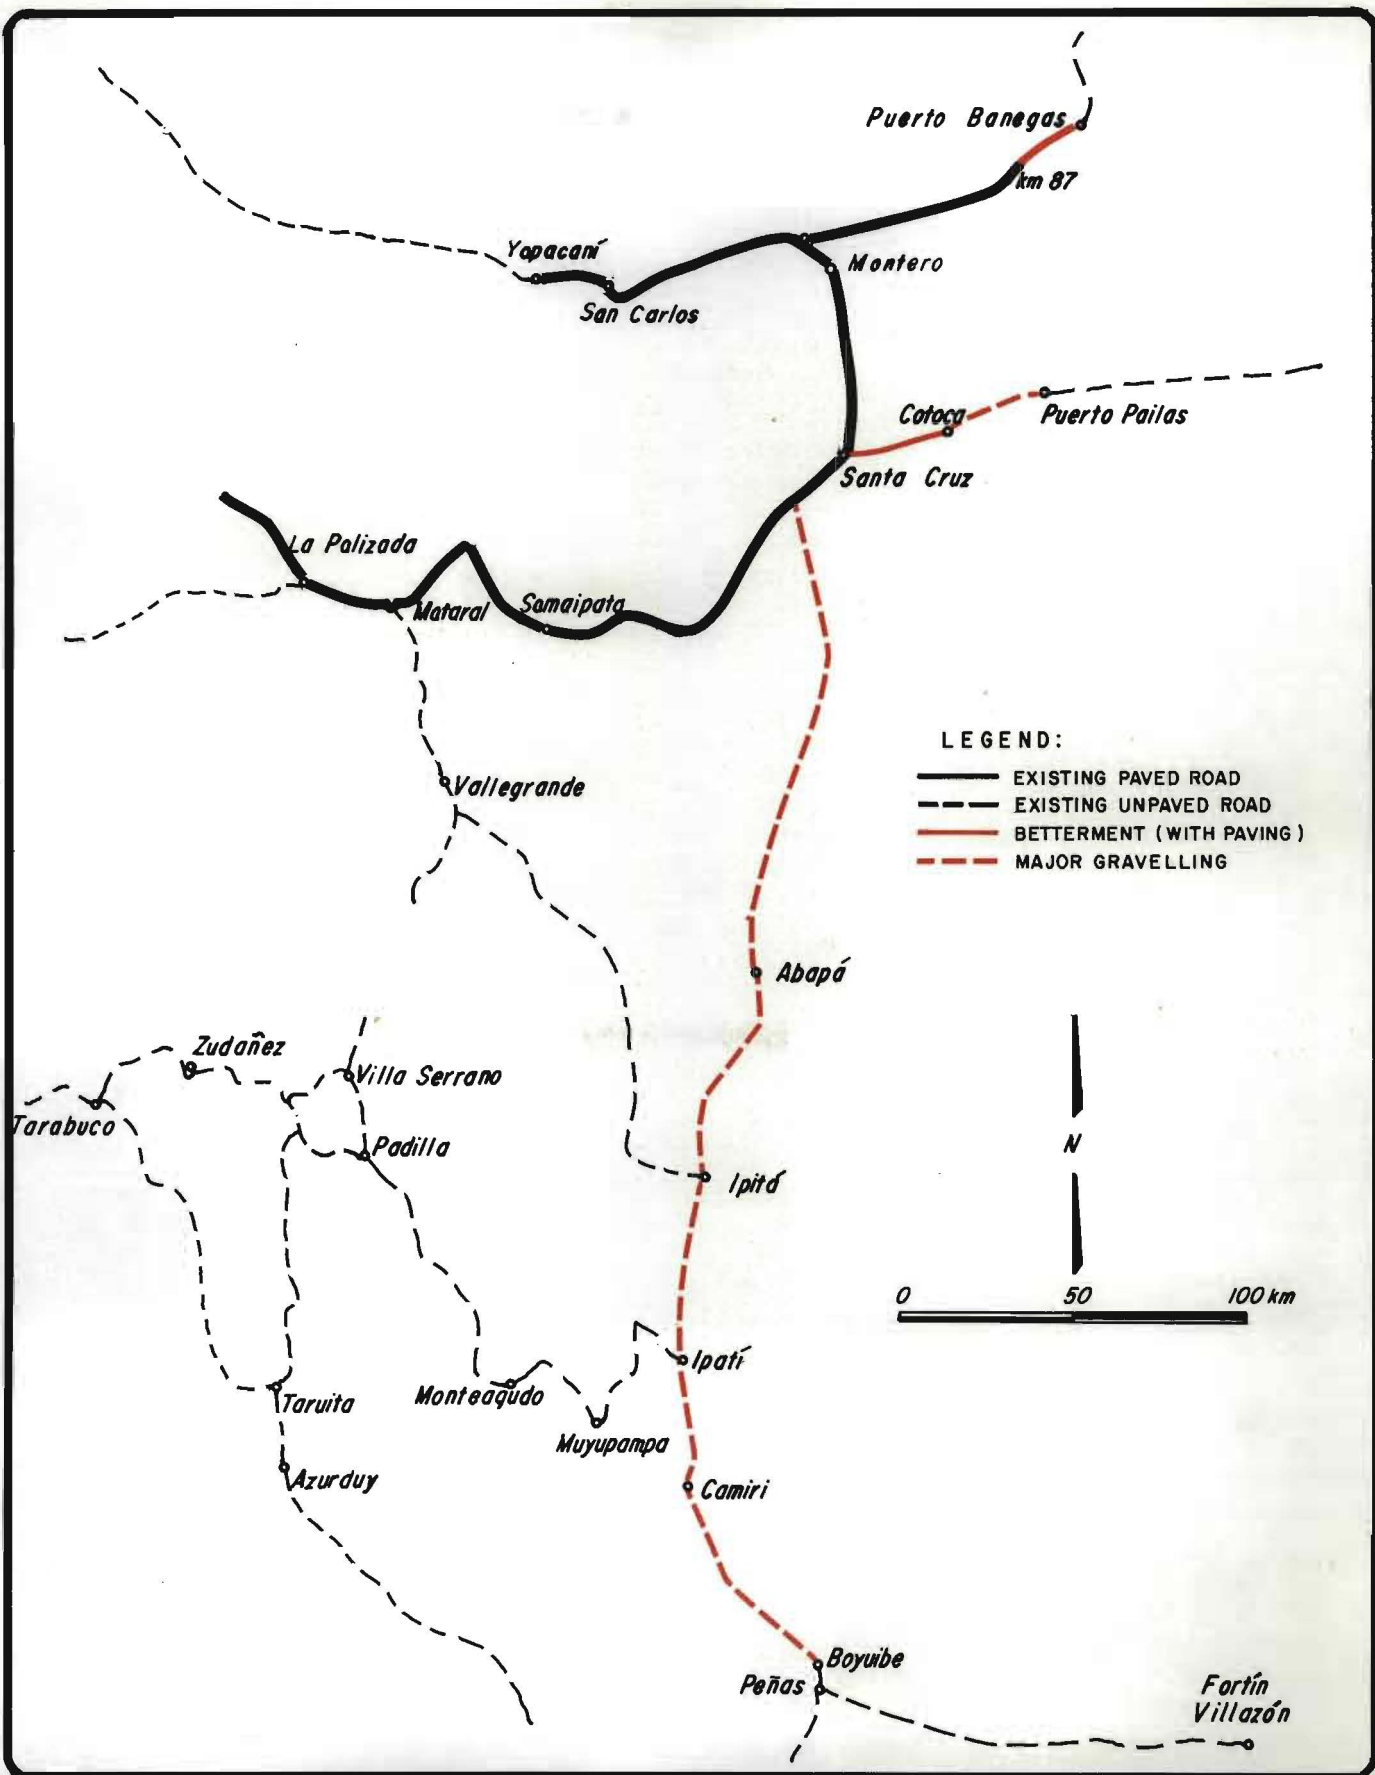 Puerto Banegas
km 87
Yopacaní
Montero
San Carlos
Cotoca
Puerto Pailas
Santa Cruz
La Palizada
Mataral
Samaipata
LEGEND:
EXISTING PAVED ROAD
EXISTING UNPAVED ROAD
BETTERMENT (WITH PAVING)
MAJOR GRAVELLING
Vallegrande
Abapá
Zudañez
Villa Serrano
Tarabuco
Padilla
N
Ipitá
0 50 100 km
Ipatí
Taruita
Monteagudo
Muyupampa
Azurduy
Camiri
Boyuibe
Peñas
Fortín
Villazón